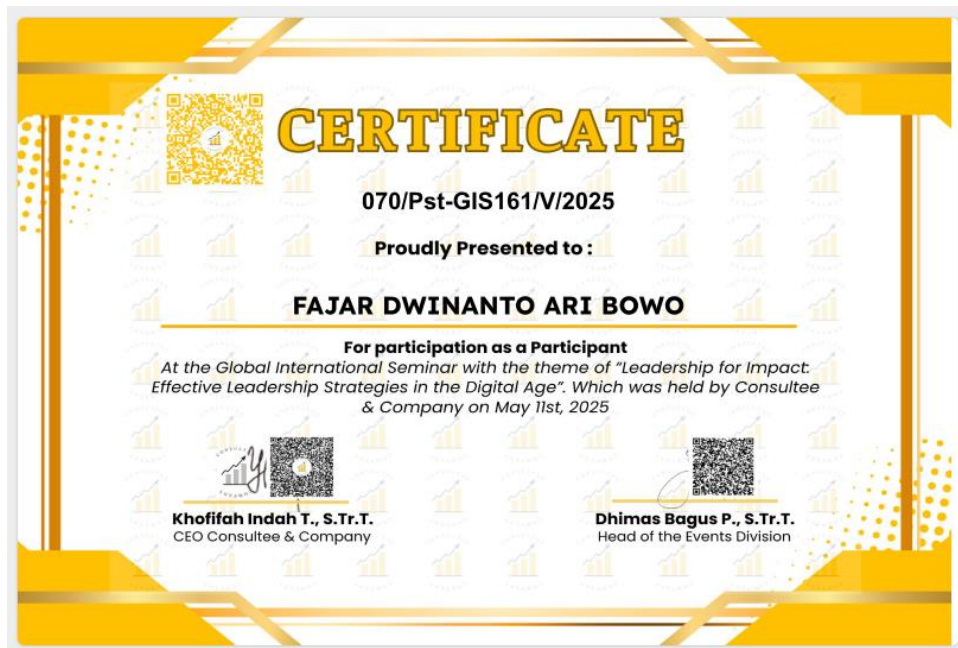 CERTIFICATE
070/Pst-GIS161/V/2025
Proudly Presented to :
FAJAR DWINANTO ARI BOWO
For participation as a Participant
At the Global International Seminar with the theme of “Leadership for Impact:
Effective Leadership Strategies in the Digital Age”. Which was held by Consultee
& Company on May 11st, 2025
Khofifah Indah T., S.Tr.T.
CEO Consultee & Company
Dhimas Bagus P., S.Tr.T.
Head of the Events Division